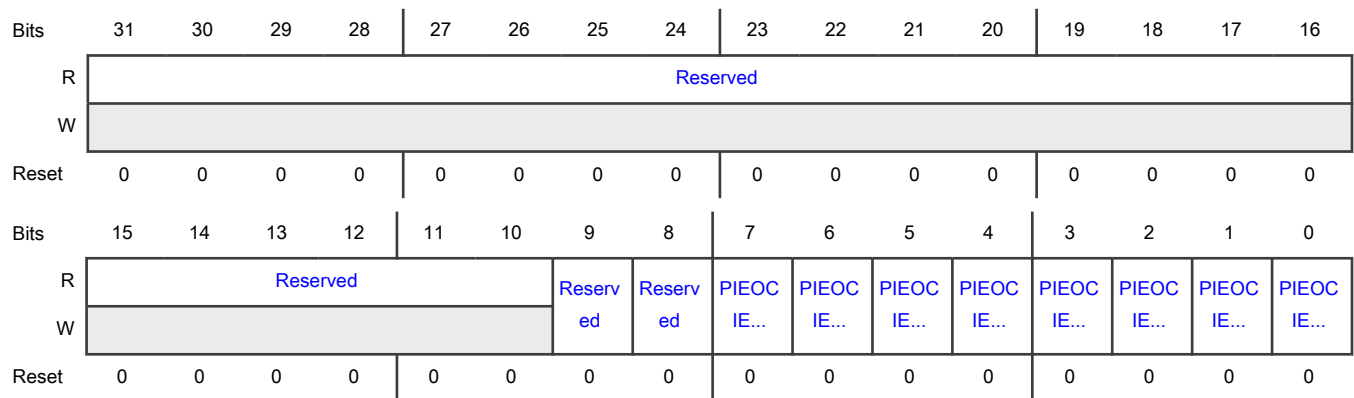 Bits 31 30 29 28 27 26 25 24 23 22 21 20 19 18 17 16
R Reserved
W
Reset 0 0 0 0 0 0 0 0 0 0 0 0 0 0 0 0
Bits 15 14 13 12 11 10 9 8 7 6 5 4 3 2 1 0
R Reserved Reserv Reserv PIEOC PIEOC PIEOC PIEOC PIEOC PIEOC PIEOC PIEOC
W ed ed IE... IE... IE... IE... IE... IE... IE... IE...
Reset 0 0 0 0 0 0 0 0 0 0 0 0 0 0 0 0